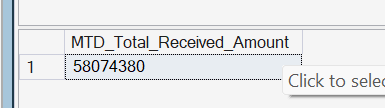 MTD_Total_Received_Amount
1 58074380
Click to selec